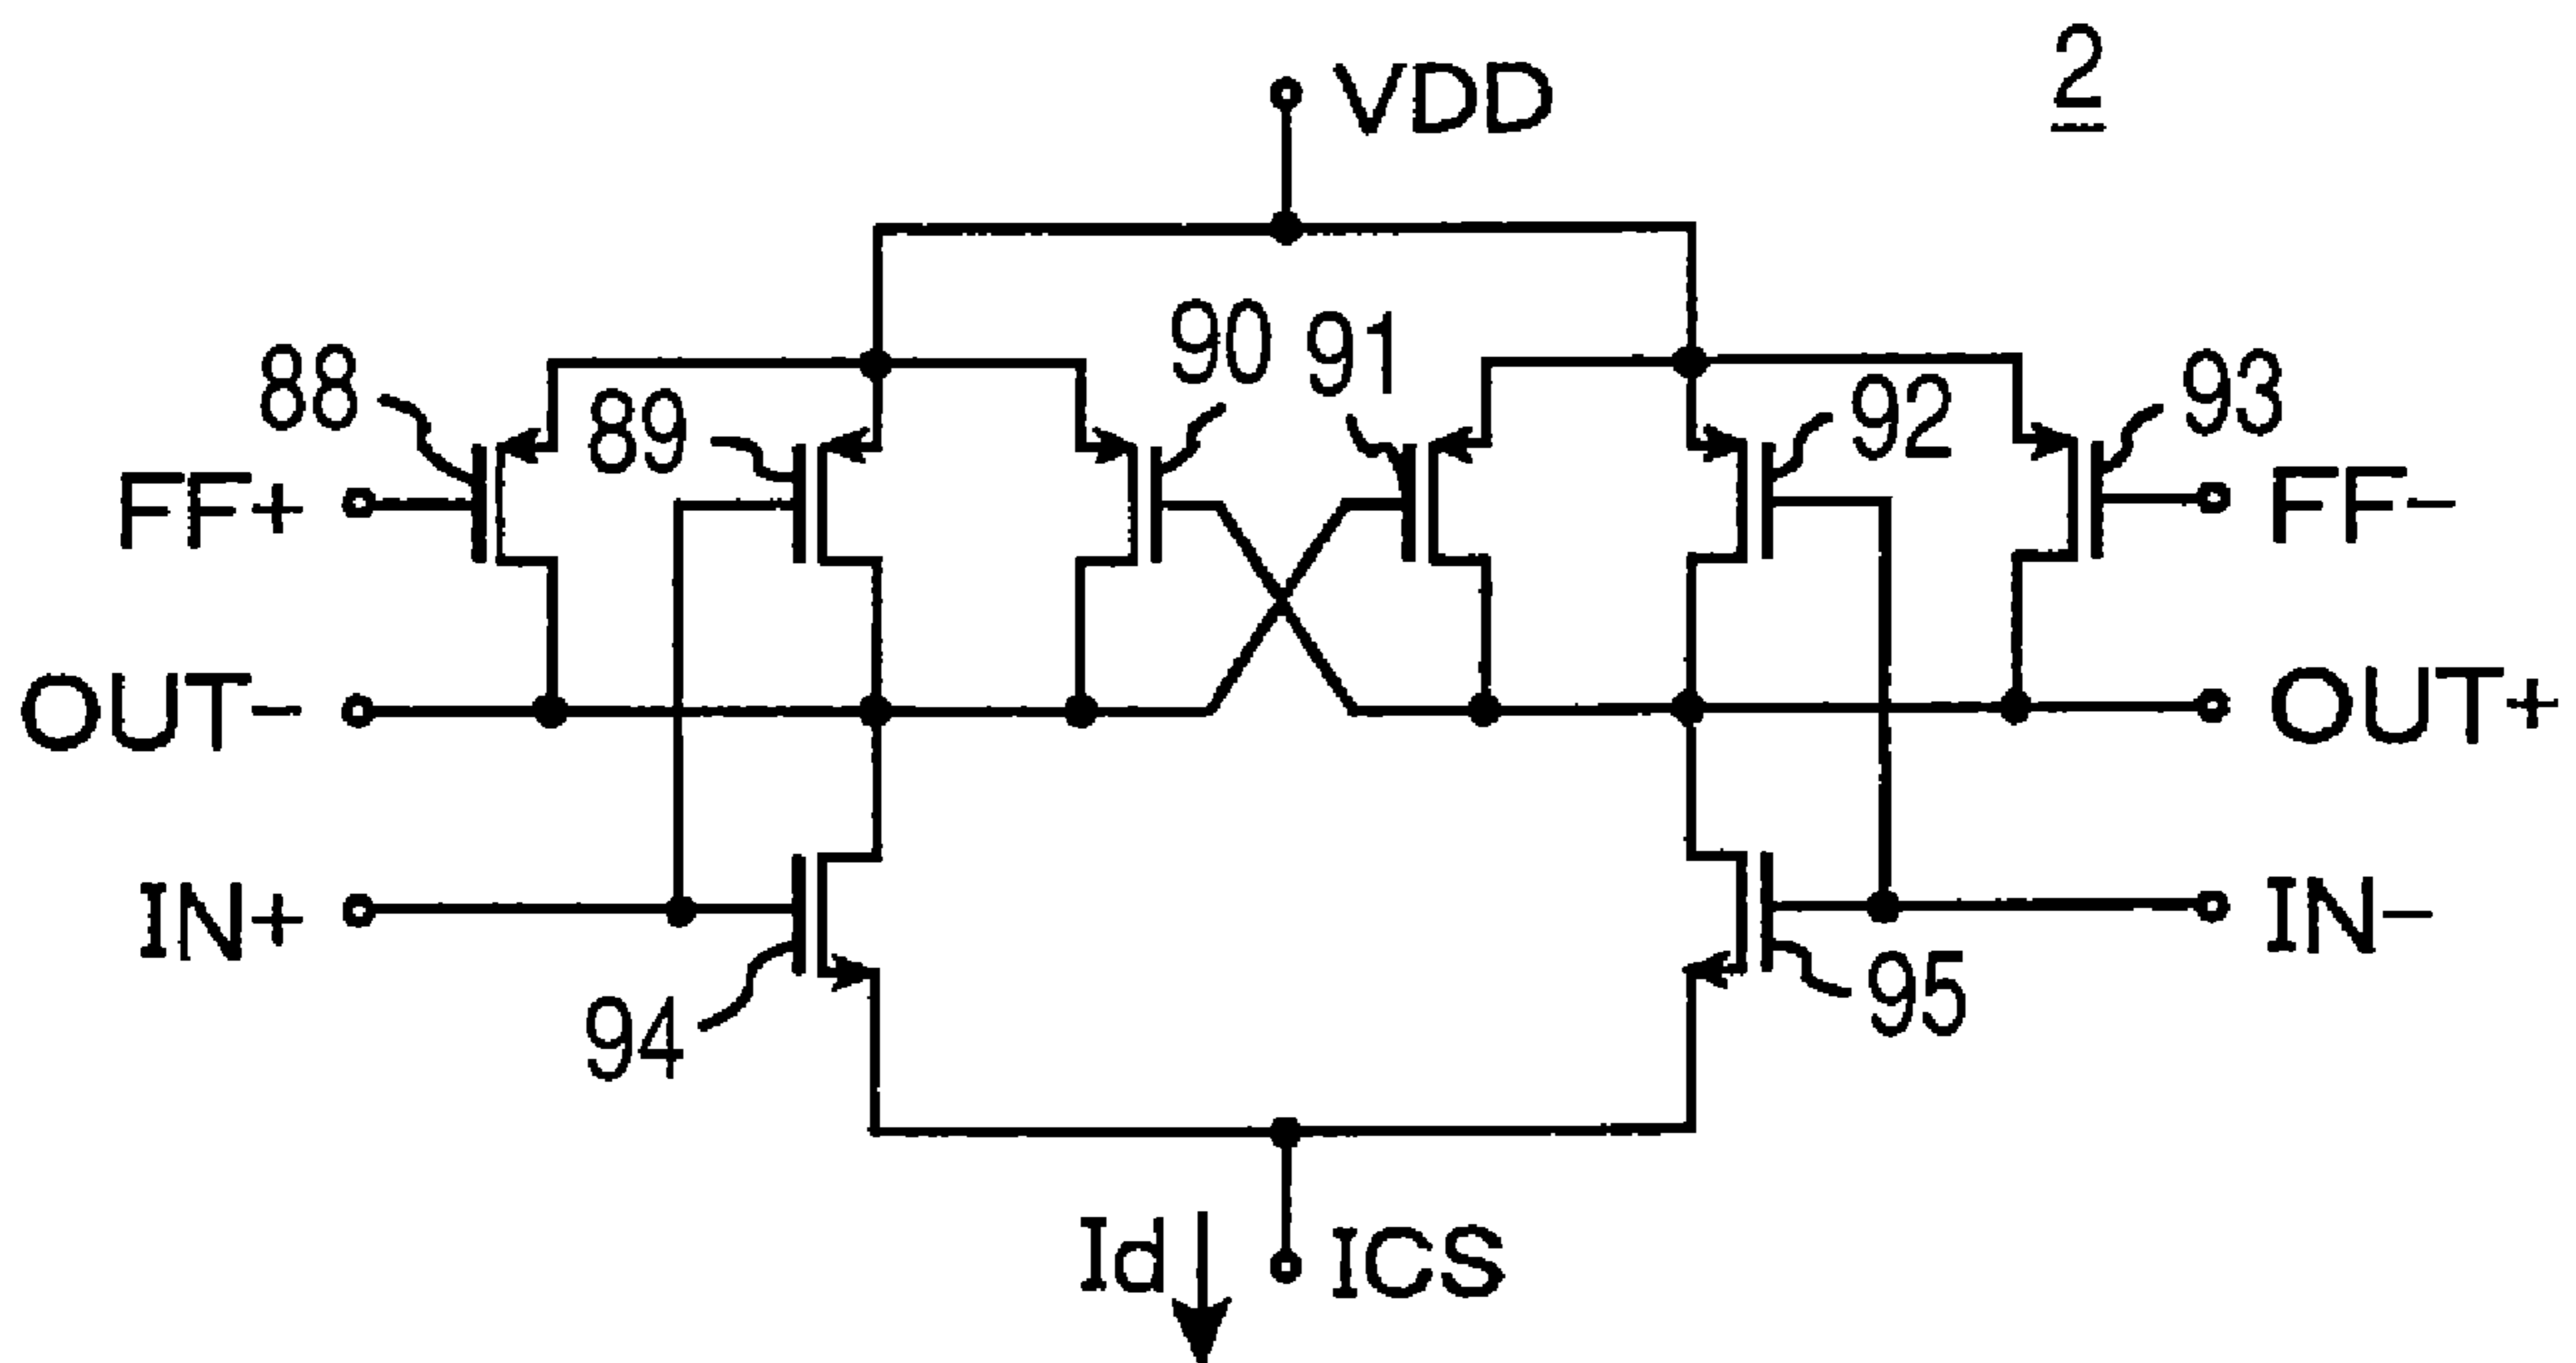 2
VDD
88
89
90
91
92
93
FF+
FF-
OUT-
OUT+
IN+
IN-
94
95
Id
ICS